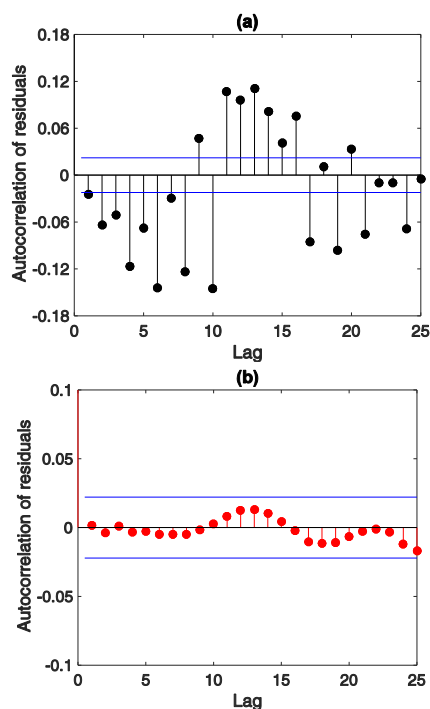 (a)
0.18
0.12
0.06
0
-0.06
-0.12
-0.18
Autocorrelation of residuals
0 5 10 15 20 25
Lag
(b)
0.1
0.05
0
-0.05
-0.1
Autocorrelation of residuals
0 5 10 15 20 25
Lag